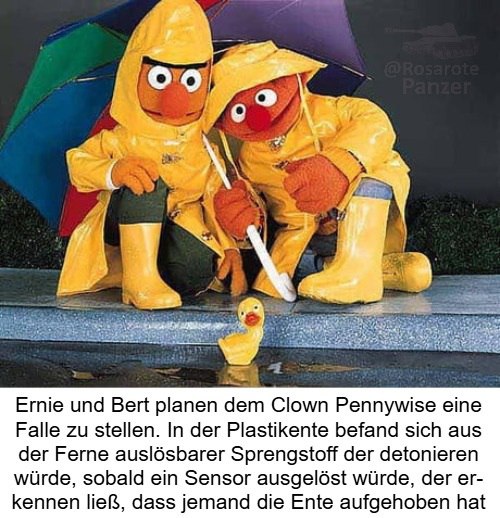 @Rosarote
Panzer
Ernie und Bert planen dem Clown Pennywise eine
Falle zu stellen. In der Plastikente befand sich aus
der Ferne auslösbarer Sprengstoff der detonieren
würde, sobald ein Sensor ausgelöst würde, der er-
kennen ließ, dass jemand die Ente aufgehoben hat